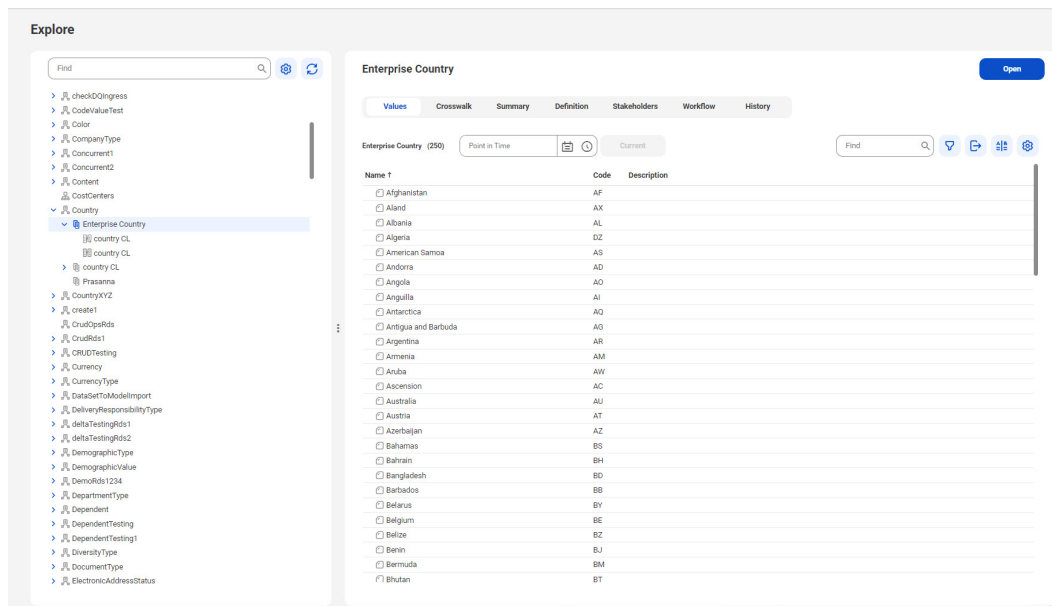 Explore
Find
checkDQIngress
CodeValueTest
Color
CompanyType
Concurrent1
Concurrent2
Content
CostCenters
Country
Enterprise Country
country CL
country CL
country CL
Prasanna
CountryXYZ
create1
CrudOpsRds
CrudRds1
CRUDTesting
Currency
CurrencyType
DataSetToModelImport
DeliveryResponsibilityType
deltaTestingRds1
deltaTestingRds2
DemographicType
DemographicValue
DemoRds1234
DepartmentType
Dependent
DependentTesting
DependentTesting1
DiversityType
DocumentType
ElectronicAddressStatus
Enterprise Country
Open
Values Crosswalk Summary Definition Stakeholders Workflow History
Enterprise Country (250) Point in Time Current Find
Name ↑ Code Description
Afghanistan AF
Aland AX
Albania AL
Algeria DZ
American Samoa AS
Andorra AD
Angola AO
Anguilla AI
Antarctica AQ
Antigua and Barbuda AG
Argentina AR
Armenia AM
Aruba AW
Ascension AC
Australia AU
Austria AT
Azerbaijan AZ
Bahamas BS
Bahrain BH
Bangladesh BD
Barbados BB
Belarus BY
Belgium BE
Belize BZ
Benin BJ
Bermuda BM
Bhutan BT